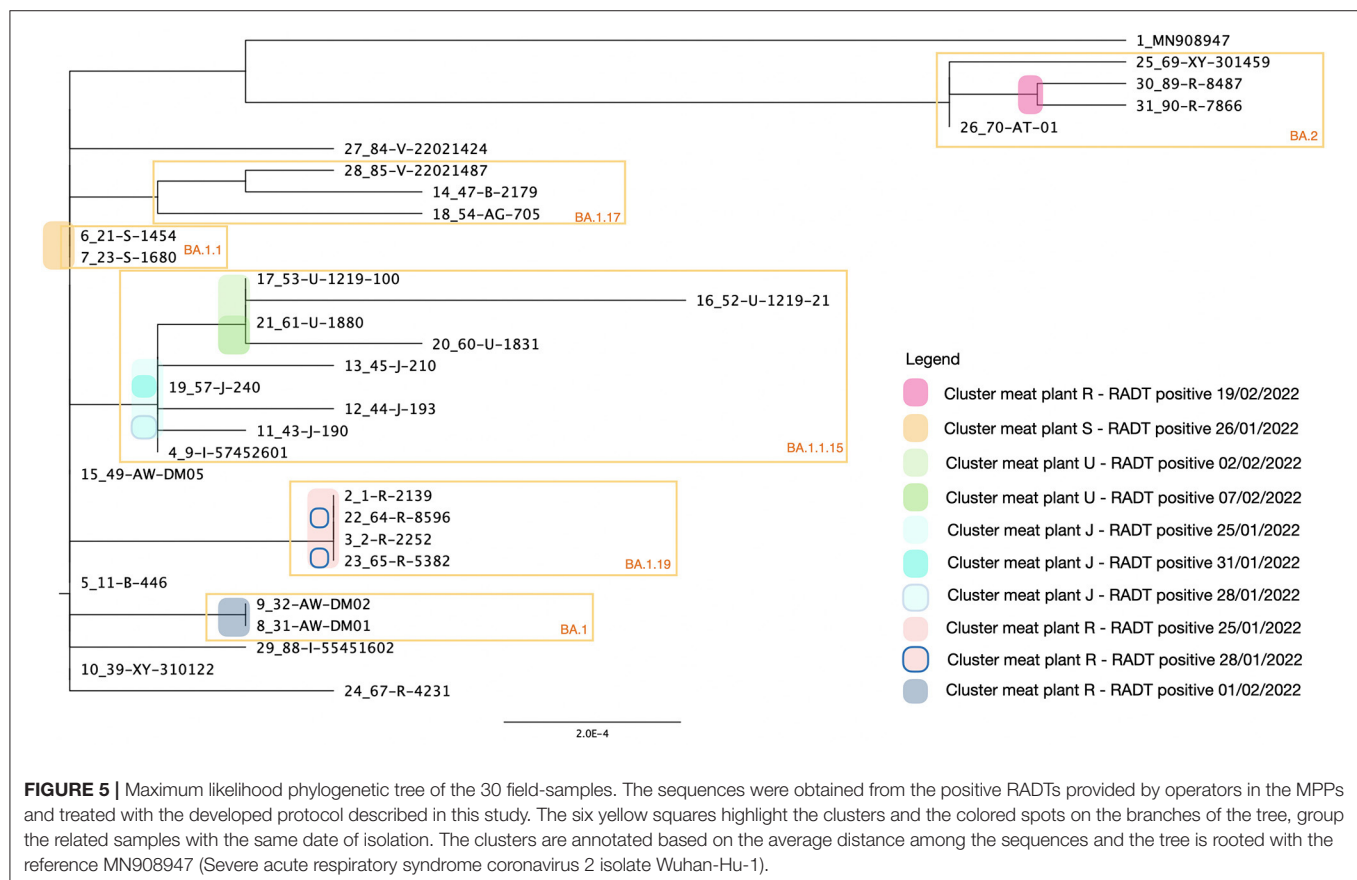 1_MN908947
25_69-XY-301459
30_89-R-8487
31_90-R-7866
26_70-AT-01
BA.2
27_84-V-22021424
28_85-V-22021487
14_47-B-2179
18_54-AG-705
BA.1.17
6_21-S-1454
7_23-S-1680
BA.1.1
17_53-U-1219-100
16_52-U-1219-21
21_61-U-1880
20_60-U-1831
13_45-J-210
19_57-J-240
12_44-J-193
11_43-J-190
4_9-I-57452601
BA.1.1.15
15_49-AW-DM05
2_1-R-2139
22_64-R-8596
3_2-R-2252
23_65-R-5382
BA.1.19
5_11-B-446
9_32-AW-DM02
8_31-AW-DM01
BA.1
29_88-I-55451602
10_39-XY-310122
24_67-R-4231
2.0E-4
Legend
Cluster meat plant R - RADT positive 19/02/2022
Cluster meat plant S - RADT positive 26/01/2022
Cluster meat plant U - RADT positive 02/02/2022
Cluster meat plant U - RADT positive 07/02/2022
Cluster meat plant J - RADT positive 25/01/2022
Cluster meat plant J - RADT positive 31/01/2022
Cluster meat plant J - RADT positive 28/01/2022
Cluster meat plant R - RADT positive 25/01/2022
Cluster meat plant R - RADT positive 28/01/2022
Cluster meat plant R - RADT positive 01/02/2022
FIGURE 5 | Maximum likelihood phylogenetic tree of the 30 field-samples. The sequences were obtained from the positive RADTs provided by operators in the MPPs
and treated with the developed protocol described in this study. The six yellow squares highlight the clusters and the colored spots on the branches of the tree, group
the related samples with the same date of isolation. The clusters are annotated based on the average distance among the sequences and the tree is rooted with the
reference MN908947 (Severe acute respiratory syndrome coronavirus 2 isolate Wuhan-Hu-1).